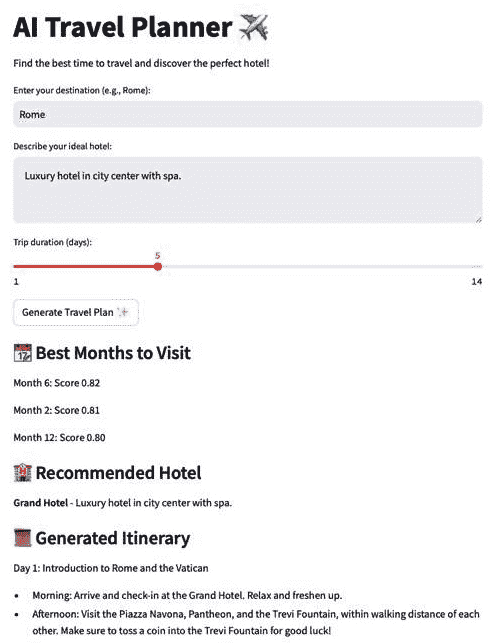 AI Travel Planner
Find the best time to travel and discover the perfect hotel!
Enter your destination (e.g., Rome):
Rome
Describe your ideal hotel:
Luxury hotel in city center with spa.
Trip duration (days):
5
1 14
Generate Travel Plan
Best Months to Visit
Month 6: Score 0.82
Month 2: Score 0.81
Month 12: Score 0.80
Recommended Hotel
Grand Hotel - Luxury hotel in city center with spa.
Generated Itinerary
Day 1: Introduction to Rome and the Vatican
• Morning: Arrive and check-in at the Grand Hotel. Relax and freshen up.
• Afternoon: Visit the Piazza Navona, Pantheon, and the Trevi Fountain, within walking distance of each
other. Make sure to toss a coin into the Trevi Fountain for good luck!